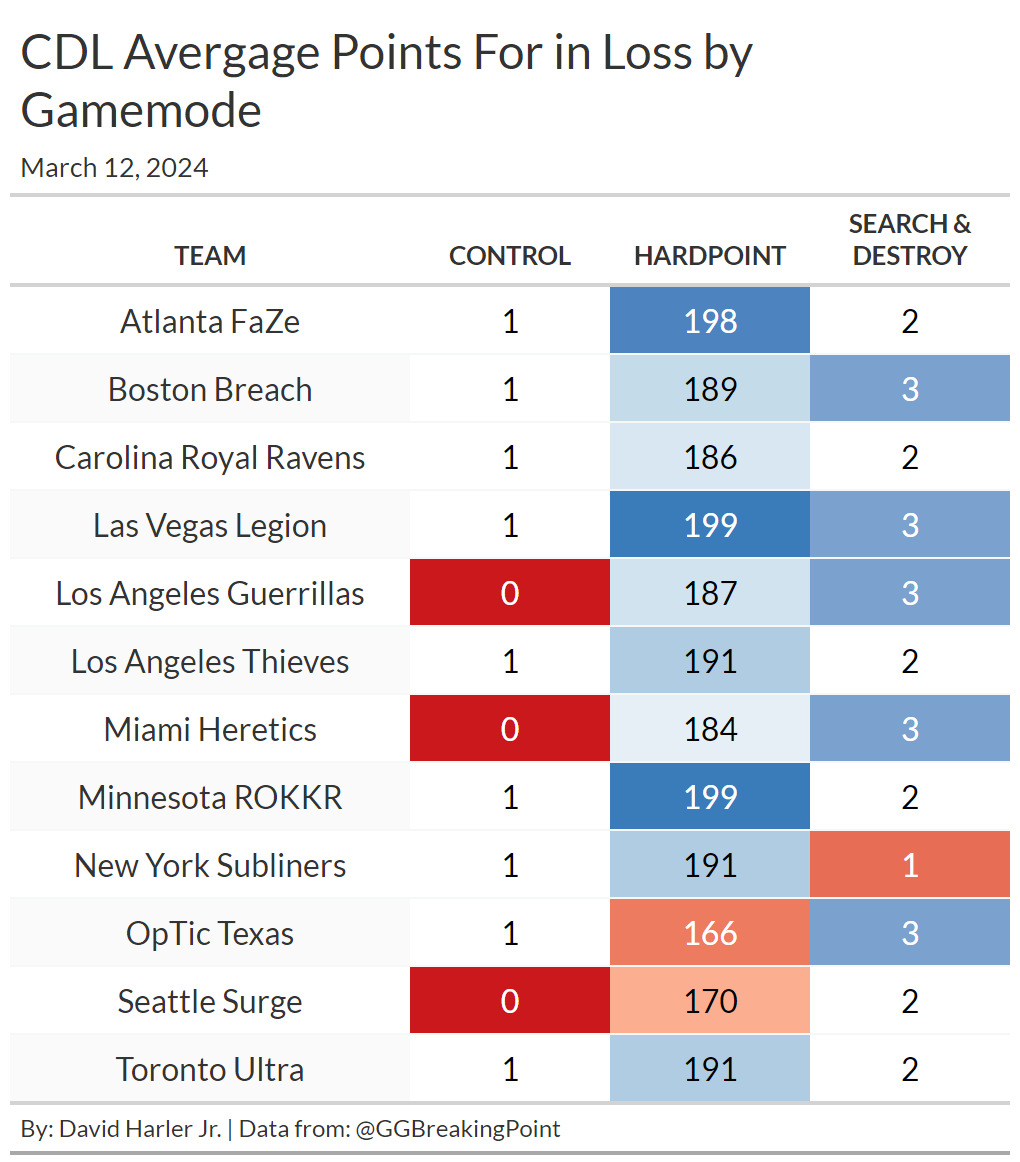 CDL Avergage Points For in Loss by
Gamemode
March 12, 2024
TEAM CONTROL HARDPOINT SEARCH & DESTROY
Atlanta FaZe 1 198 2
Boston Breach 1 189 3
Carolina Royal Ravens 1 186 2
Las Vegas Legion 1 199 3
Los Angeles Guerrillas 0 187 3
Los Angeles Thieves 1 191 2
Miami Heretics 0 184 3
Minnesota ROKKR 1 199 2
New York Subliners 1 191 1
OpTic Texas 1 166 3
Seattle Surge 0 170 2
Toronto Ultra 1 191 2
By: David Harler Jr. | Data from: @GGBreakingPoint